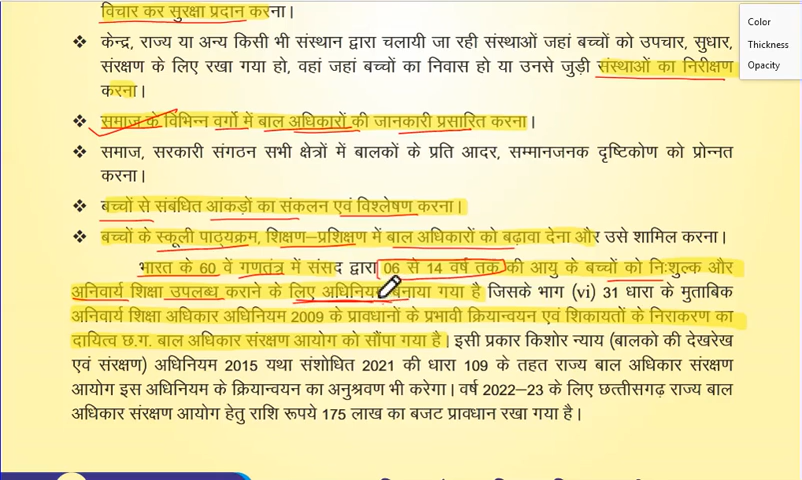 विचार कर सुरक्षा प्रदान करना।
Color
Thickness
Opacity
❖ केन्द्र, राज्य या अन्य किसी भी संस्थान द्वारा चलायी जा रही संस्थाओं जहां बच्चों को उपचार, सुधार,
संरक्षण के लिए रखा गया हो, वहां जहां बच्चों का निवास हो या उनसे जुड़ी संस्थाओं का निरीक्षण
करना।
❖ समाज के विभिन्न वर्गो में बाल अधिकारों की जानकारी प्रसारित करना।
❖ समाज, सरकारी संगठन सभी क्षेत्रों में बालकों के प्रति आदर, सम्मानजनक दृष्टिकोण को प्रोन्नत
करना।
❖ बच्चों से संबंधित आंकड़ों का संकलन एवं विश्लेषण करना।
❖ बच्चों के स्कूली पाठ्यक्रम, शिक्षण–प्रशिक्षण में बाल अधिकारों को बढ़ावा देना और उसे शामिल करना।
भारत के 60 वें गणतंत्र में संसद द्वारा 06 से 14 वर्ष तक की आयु के बच्चों को निःशुल्क और
अनिवार्य शिक्षा उपलब्ध कराने के लिए अधिनियम बनाया गया है जिसके भाग (vi) 31 धारा के मुताबिक
अनिवार्य शिक्षा अधिकार अधिनियम 2009 के प्रावधानों के प्रभावी क्रियान्वयन एवं शिकायतों के निराकरण का
दायित्व छ.ग. बाल अधिकार संरक्षण आयोग को सौंपा गया है। इसी प्रकार किशोर न्याय (बालको की देखरेख
एवं संरक्षण) अधिनियम 2015 यथा संशोधित 2021 की धारा 109 के तहत राज्य बाल अधिकार संरक्षण
आयोग इस अधिनियम के क्रियान्वयन का अनुश्रवण भी करेगा। वर्ष 2022–23 के लिए छत्तीसगढ़ राज्य बाल
अधिकार संरक्षण आयोग हेतु राशि रूपये 175 लाख का बजट प्रावधान रखा गया है।